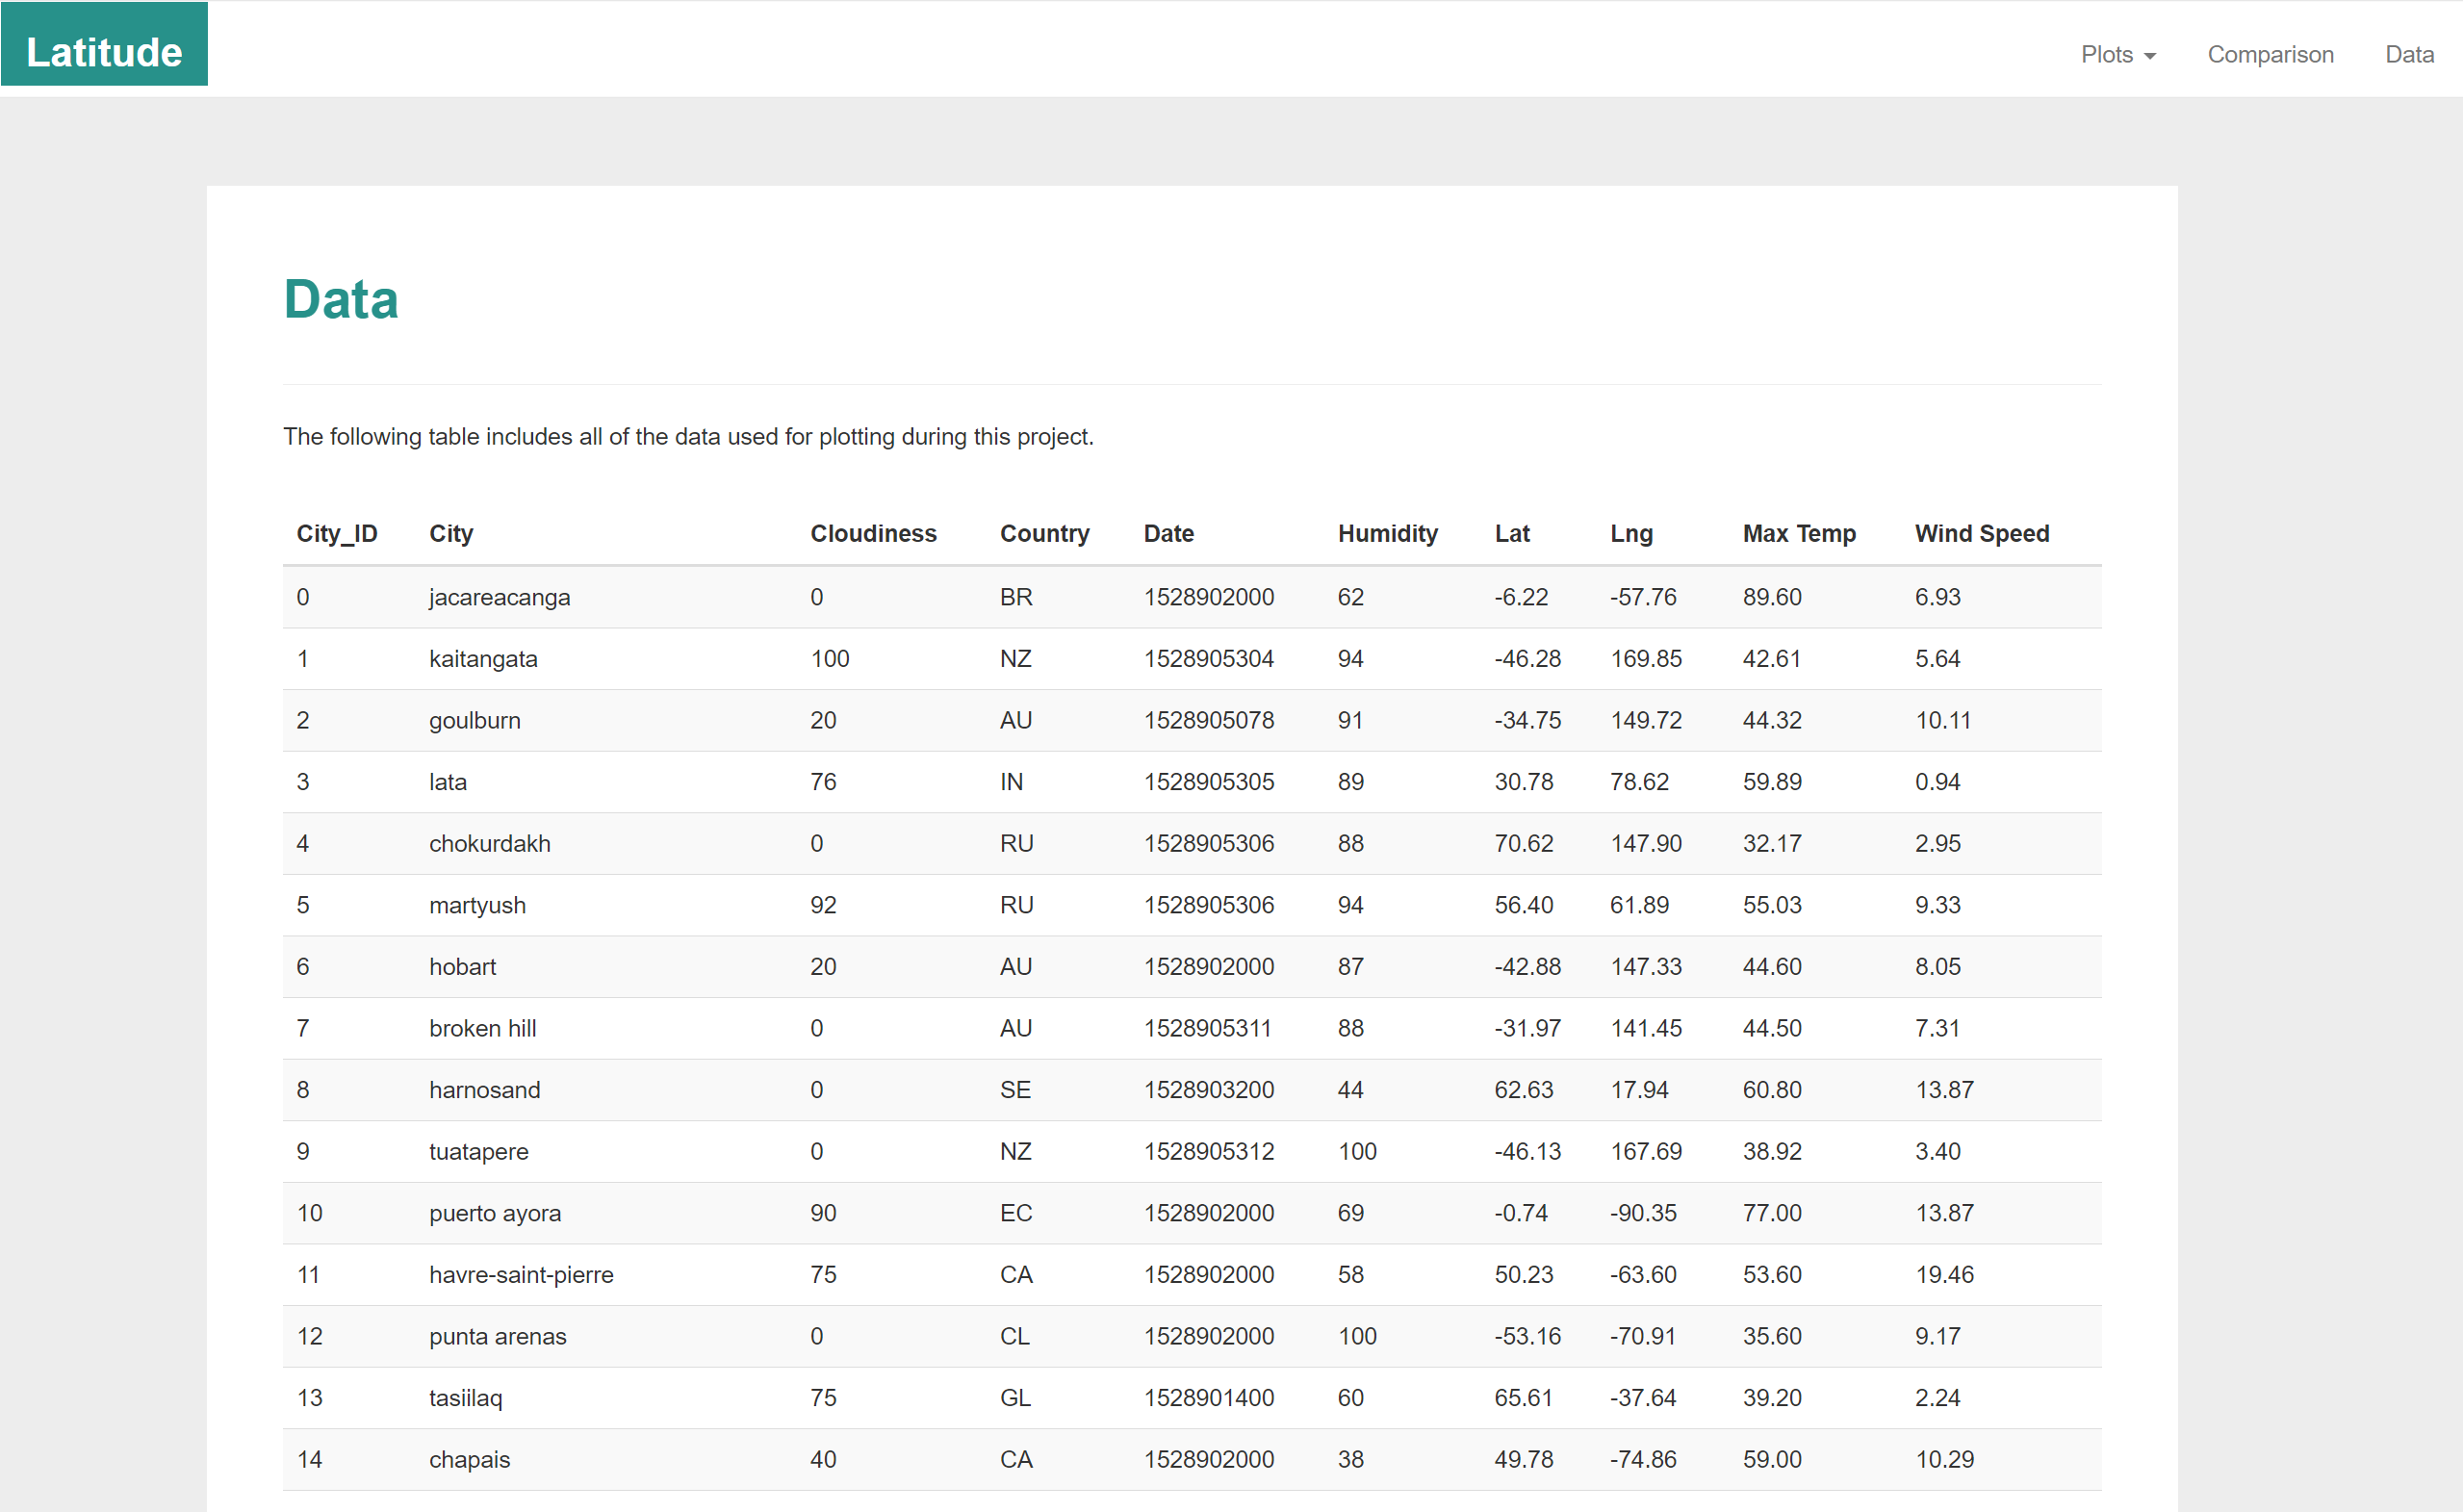 Latitude
Plots Comparison Data
Data
The following table includes all of the data used for plotting during this project.
City_ID City Cloudiness Country Date Humidity Lat Lng Max Temp Wind Speed
0 jacareacanga 0 BR 1528902000 62 -6.22 -57.76 89.60 6.93
1 kaitangata 100 NZ 1528905304 94 -46.28 169.85 42.61 5.64
2 goulburn 20 AU 1528905078 91 -34.75 149.72 44.32 10.11
3 lata 76 IN 1528905305 89 30.78 78.62 59.89 0.94
4 chokurdakh 0 RU 1528905306 88 70.62 147.90 32.17 2.95
5 martyush 92 RU 1528905306 94 56.40 61.89 55.03 9.33
6 hobart 20 AU 1528902000 87 -42.88 147.33 44.60 8.05
7 broken hill 0 AU 1528905311 88 -31.97 141.45 44.50 7.31
8 harnosand 0 SE 1528903200 44 62.63 17.94 60.80 13.87
9 tuatapere 0 NZ 1528905312 100 -46.13 167.69 38.92 3.40
10 puerto ayora 90 EC 1528902000 69 -0.74 -90.35 77.00 13.87
11 havre-saint-pierre 75 CA 1528902000 58 50.23 -63.60 53.60 19.46
12 punta arenas 0 CL 1528902000 100 -53.16 -70.91 35.60 9.17
13 tasiilaq 75 GL 1528901400 60 65.61 -37.64 39.20 2.24
14 chapais 40 CA 1528902000 38 49.78 -74.86 59.00 10.29